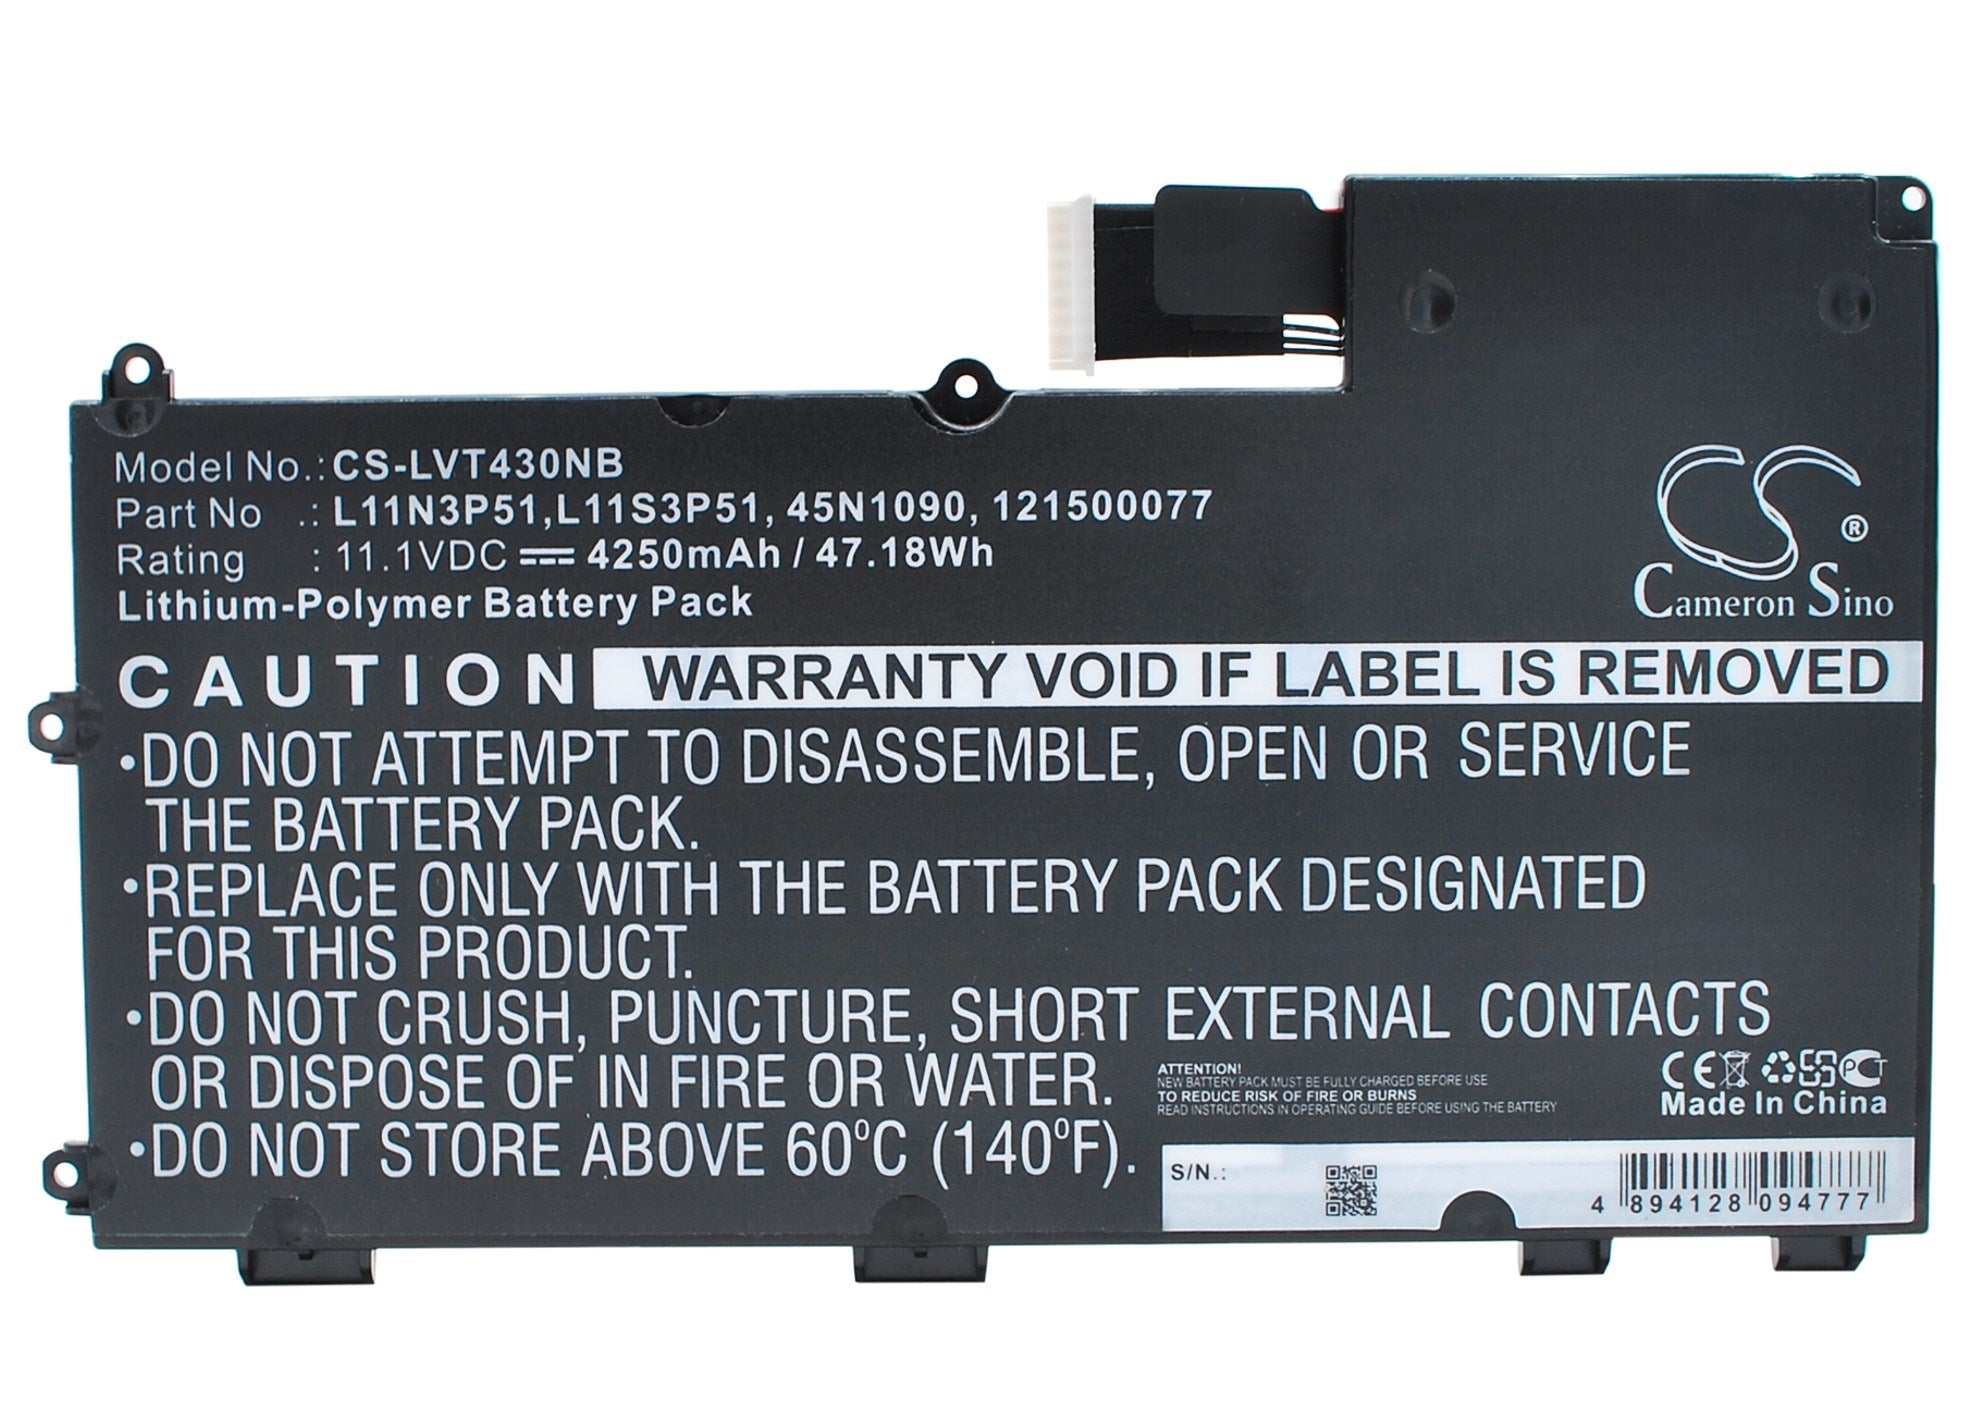 Model No.: CS-LVT430NB
Part No .: L11N3P51,L11S3P51, 45N1090, 121500077
Rating : 11.1VDC 4250mAh / 47.18Wh
Lithium-Polymer Battery Pack
CS®
Cameron Sino
CAUTION WARRANTY VOID IF LABEL IS REMOVED
•DO NOT ATTEMPT TO DISASSEMBLE, OPEN OR SERVICE
THE BATTERY PACK.
•REPLACE ONLY WITH THE BATTERY PACK DESIGNATED
FOR THIS PRODUCT.
•DO NOT CRUSH, PUNCTURE, SHORT EXTERNAL CONTACTS
OR DISPOSE OF IN FIRE OR WATER.
•DO NOT STORE ABOVE 60ºC (140ºF).
ATTENTION!
NEW BATTERY PACK MUST BE FULLY CHARGED BEFORE USE
TO REDUCE RISK OF FIRE OR BURNS
READ INSTRUCTIONS IN OPERATING GUIDE BEFORE USING THE BATTERY
CE PCT
Made In China
S/N.:
4 894128 094777